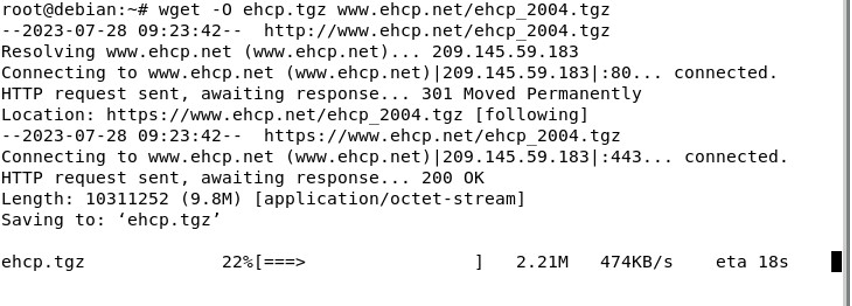 root@debian:~# wget -O ehcp.tgz www.ehcp.net/ehcp_2004.tgz
--2023-07-28 09:23:42--  http://www.ehcp.net/ehcp_2004.tgz
Resolving www.ehcp.net (www.ehcp.net)... 209.145.59.183
Connecting to www.ehcp.net (www.ehcp.net)|209.145.59.183|:80... connected.
HTTP request sent, awaiting response... 301 Moved Permanently
Location: https://www.ehcp.net/ehcp_2004.tgz [following]
--2023-07-28 09:23:42--  https://www.ehcp.net/ehcp_2004.tgz
Connecting to www.ehcp.net (www.ehcp.net)|209.145.59.183|:443... connected.
HTTP request sent, awaiting response... 200 OK
Length: 10311252 (9.8M) [application/octet-stream]
Saving to: ‘ehcp.tgz’
ehcp.tgz             22%[===>                ]   2.21M   474KB/s    eta 18s